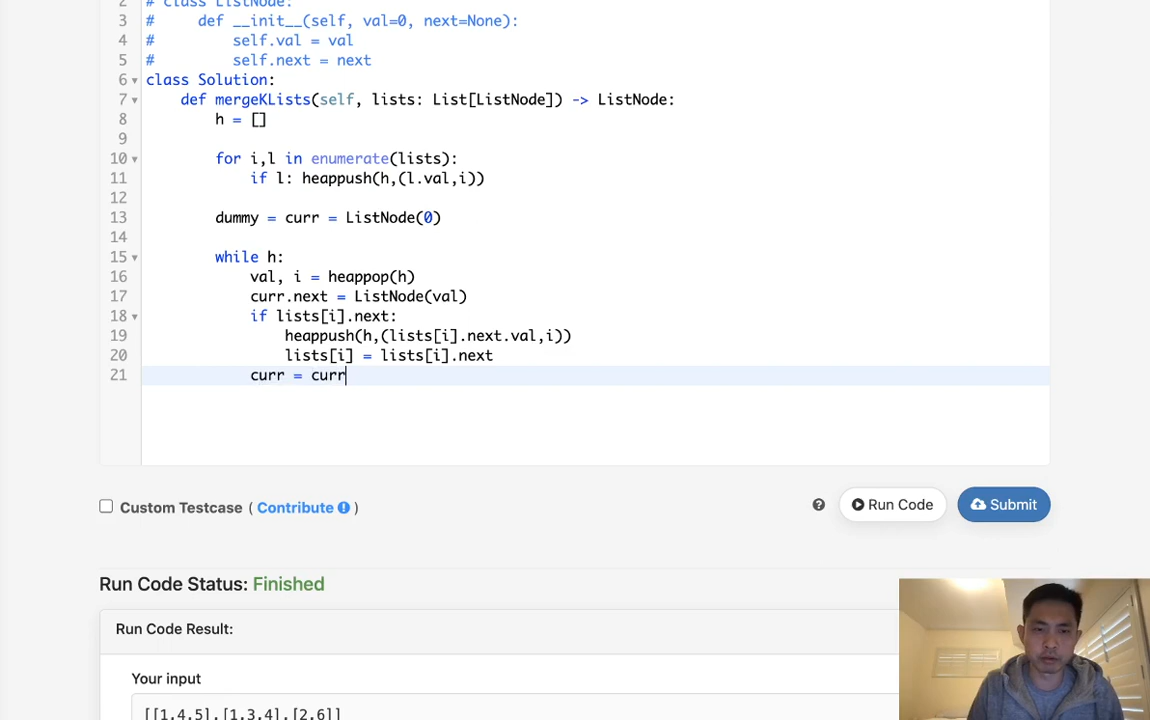 2 # class ListNode:
3 #     def __init__(self, val=0, next=None):
4 #         self.val = val
5 #         self.next = next
6 class Solution:
7     def mergeKLists(self, lists: List[ListNode]) -> ListNode:
8         h = []
9
10         for i,l in enumerate(lists):
11             if l: heappush(h,(l.val,i))
12
13         dummy = curr = ListNode(0)
14
15         while h:
16             val, i = heappop(h)
17             curr.next = ListNode(val)
18             if lists[i].next:
19                 heappush(h,(lists[i].next.val,i))
20                 lists[i] = lists[i].next
21             curr = curr
Custom Testcase ( Contribute )
Run Code
Submit
Run Code Status: Finished
Run Code Result:
Your input
[[1,4,5],[1,3,4],[2,6]]